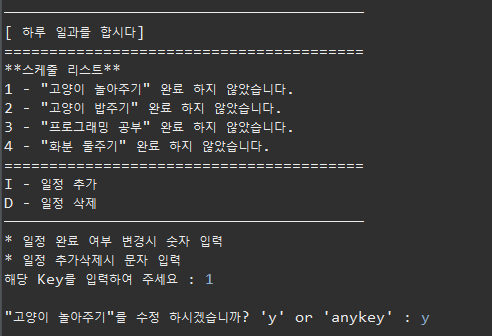 [ 하루 일과를 합시다]
=========================================
**스케줄 리스트**
1 - "고양이 놀아주기" 완료 하지 않았습니다.
2 - "고양이 밥주기" 완료 하지 않았습니다.
3 - "프로그래밍 공부" 완료 하지 않았습니다.
4 - "화분 물주기" 완료 하지 않았습니다.
=========================================
I - 일정 추가
D - 일정 삭제
* 일정 완료 여부 변경시 숫자 입력
* 일정 추가삭제시 문자 입력
해당 Key를 입력하여 주세요 : 1
"고양이 놀아주기"를 수정 하시겠습니까? 'y' or 'anykey' : y